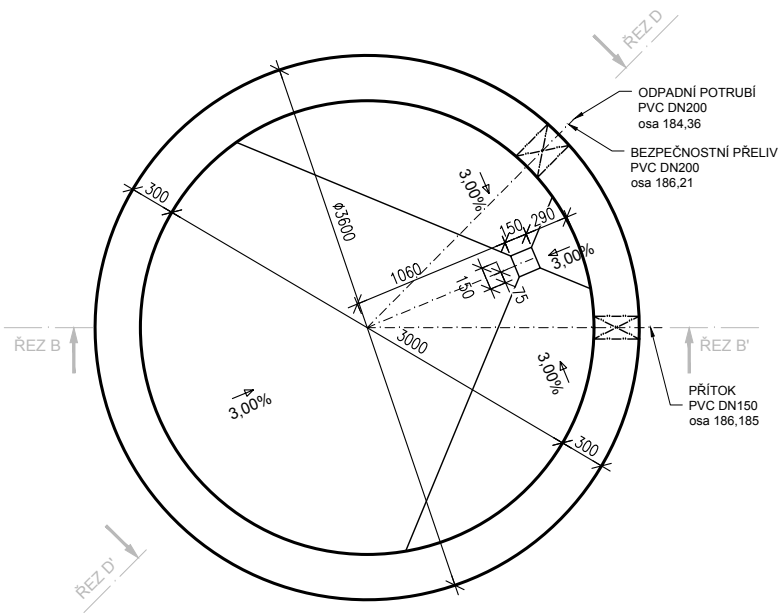 ŘEZ D
ODPADNÍ POTRUBÍ
PVC DN200
osa 184,36
BEZPEČNOSTNÍ PŘELIV
PVC DN200
osa 186,21
300
ø3600
3,00%
150
290
1060
3,00%
150
75
3000
ŘEZ B
ŘEZ B'
3,00%
3,00%
PŘÍTOK
PVC DN150
osa 186,185
300
ŘEZ D'